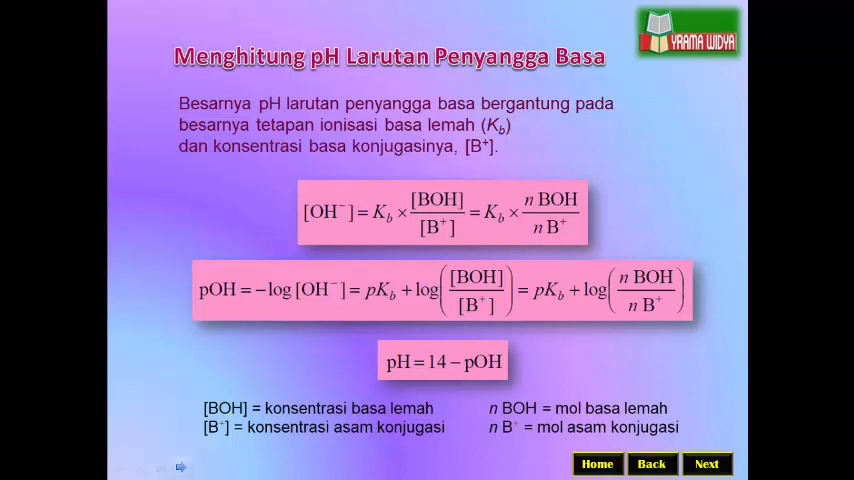 YRAMA WIDYA
Menghitung pH Larutan Penyangga Basa
Besarnya pH larutan penyangga basa bergantung pada
besarnya tetapan ionisasi basa lemah (K_b)
dan konsentrasi basa konjugasinya, [B⁺].
[OH⁻] = K_b × [BOH]/[B⁺] = K_b × n BOH/n B⁺
pOH = −log [OH⁻] = pK_b + log([BOH]/[B⁺]) = pK_b + log(n BOH/n B⁺)
pH = 14 − pOH
[BOH] = konsentrasi basa lemah n BOH = mol basa lemah
[B⁺] = konsentrasi asam konjugasi n B⁺ = mol asam konjugasi
Home Back Next